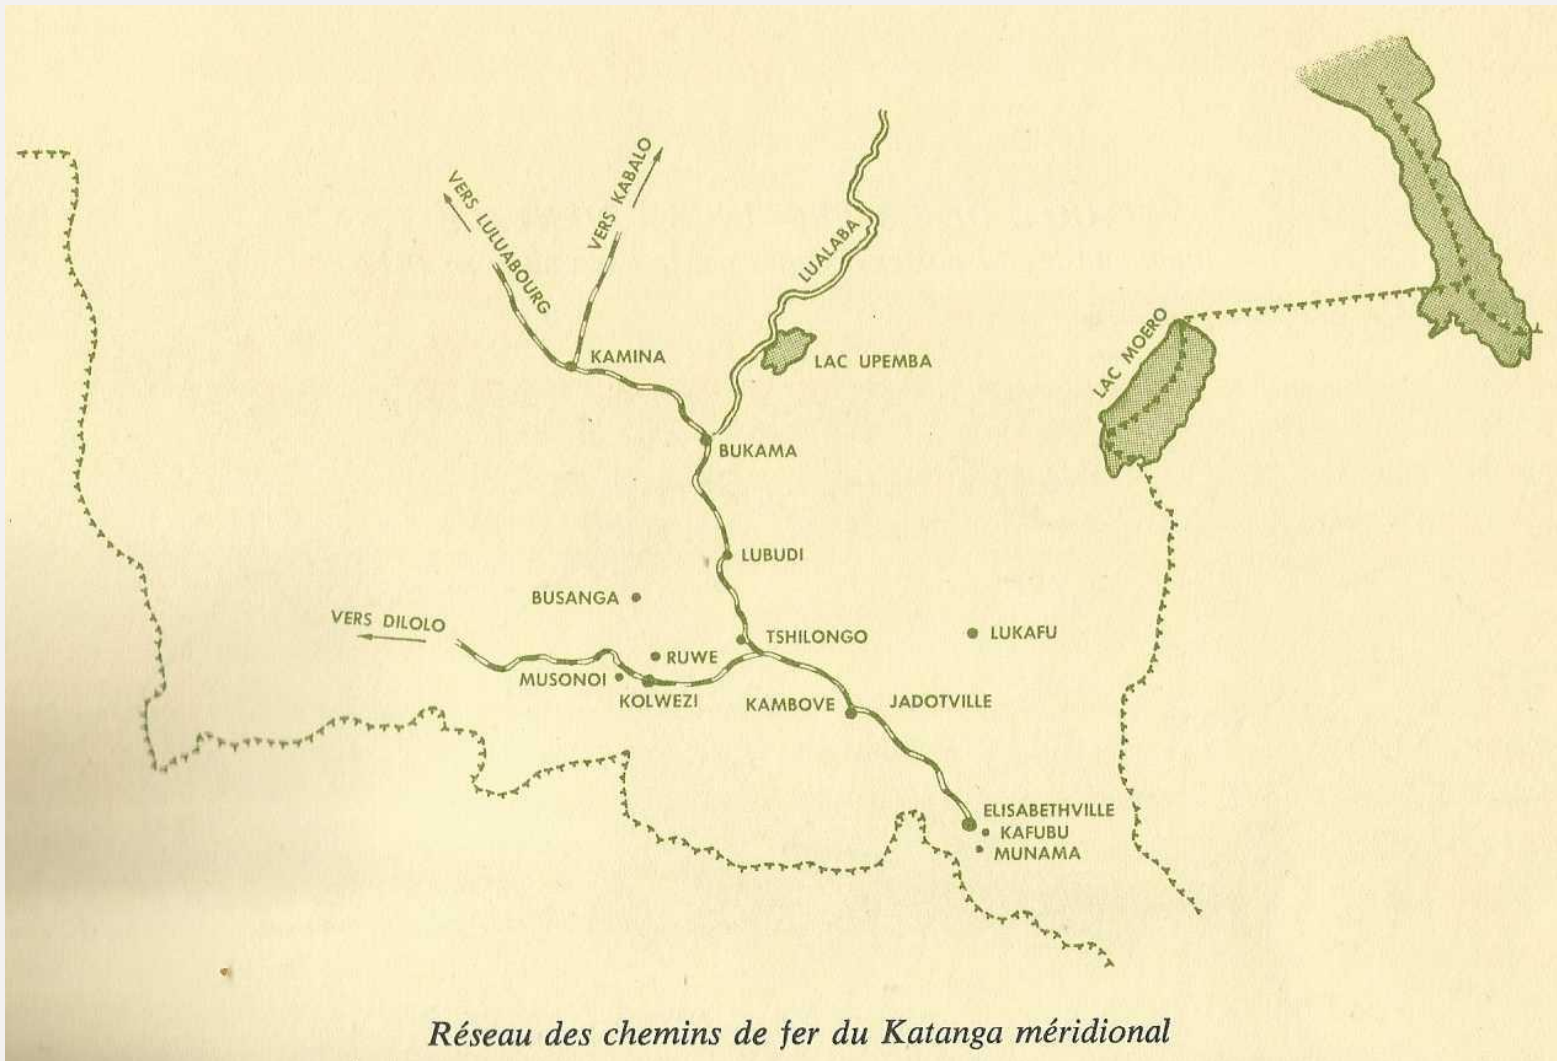 VERS LULUABOURG
VERS KABALO
LUALABA
KAMINA
LAC UPEMBA
LAC MOERO
BUKAMA
LUBUDI
BUSANGA
VERS DILOLO
TSHILONGO
LUKAFU
RUWE
MUSONOI
KOLWEZI
KAMBOVE
JADOTVILLE
ELISABETHVILLE
KAFUBU
MUNAMA
Réseau des chemins de fer du Katanga méridional